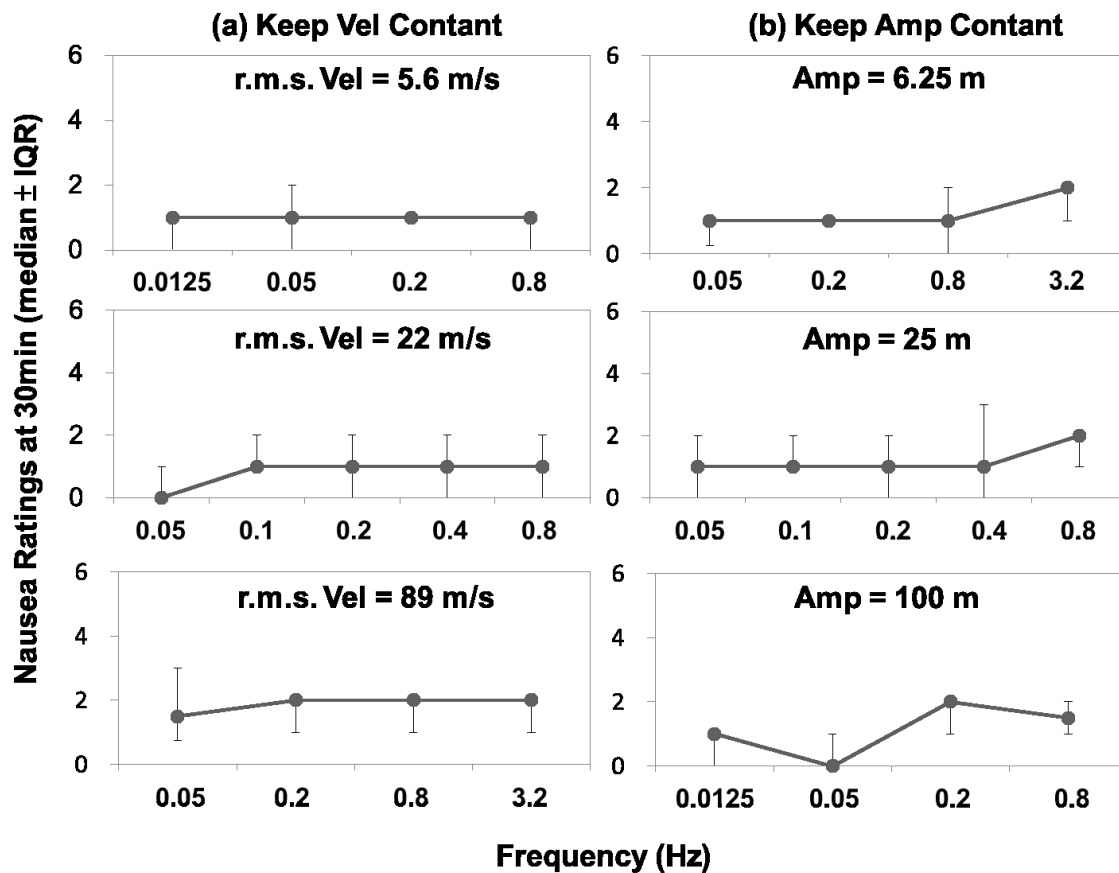 (a) Keep Vel Contant
(b) Keep Amp Contant
Nausea Ratings at 30min (median ± IQR)
r.m.s. Vel = 5.6 m/s
6
4
2
0
0.0125 0.05 0.2 0.8
Amp = 6.25 m
6
4
2
0
0.05 0.2 0.8 3.2
r.m.s. Vel = 22 m/s
6
4
2
0
0.05 0.1 0.2 0.4 0.8
Amp = 25 m
6
4
2
0
0.05 0.1 0.2 0.4 0.8
r.m.s. Vel = 89 m/s
6
4
2
0
0.05 0.2 0.8 3.2
Amp = 100 m
6
4
2
0
0.0125 0.05 0.2 0.8
Frequency (Hz)